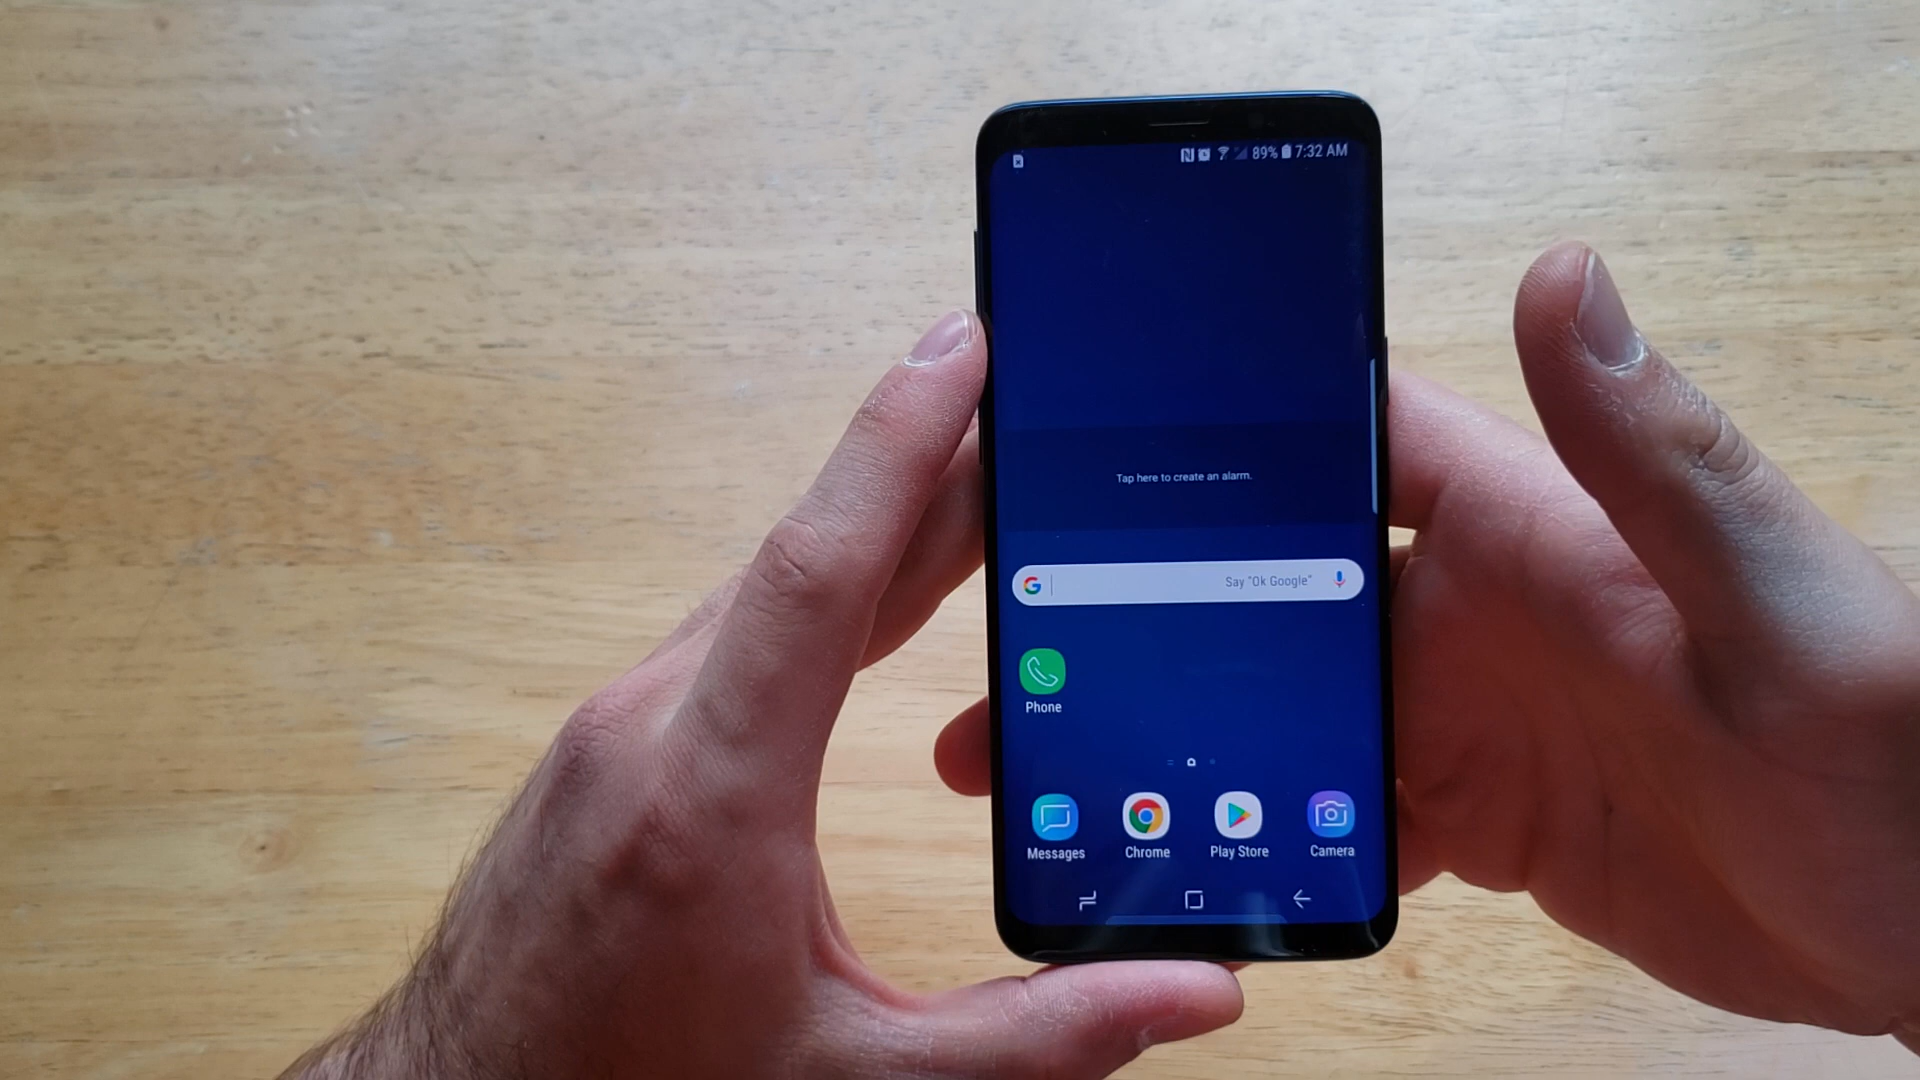 89% 7:32 AM
Tap here to create an alarm.
Say "Ok Google"
Phone
Messages Chrome Play Store Camera